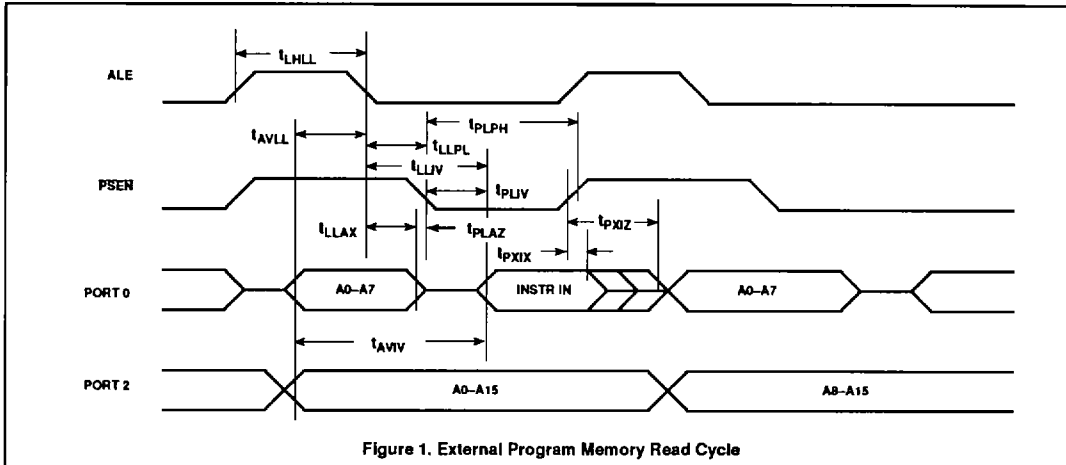 tLHLL
ALE
tPLPH
tAVLL
tLLPL
tLLIV
PSEN
tPLIV
tLLAX
tPLAZ
tPXIZ
tPXIX
PORT 0
A0–A7
INSTR IN
A0–A7
tAVIV
PORT 2
A0–A15
A8–A15
Figure 1. External Program Memory Read Cycle